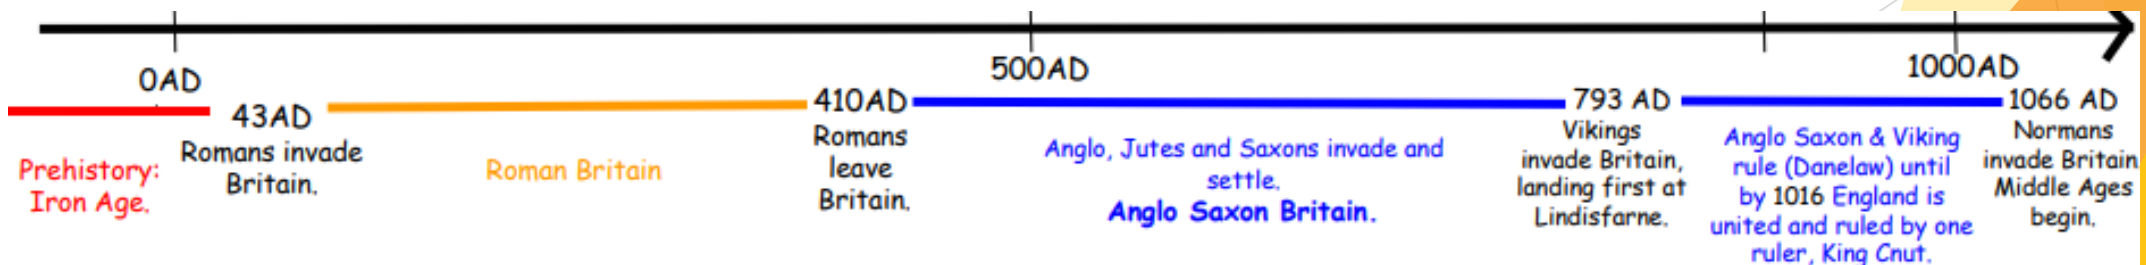 0AD
500AD
1000AD
43AD
410AD
793 AD
1066 AD
Prehistory:
Iron Age.
Romans invade
Britain.
Roman Britain
Romans
leave
Britain.
Anglo, Jutes and Saxons invade and
settle.
Anglo Saxon Britain.
Vikings
invade Britain,
landing first at
Lindisfarne.
Anglo Saxon & Viking
rule (Danelaw) until
by 1016 England is
united and ruled by one
ruler, King Cnut.
Normans
invade Britain
Middle Ages
begin.